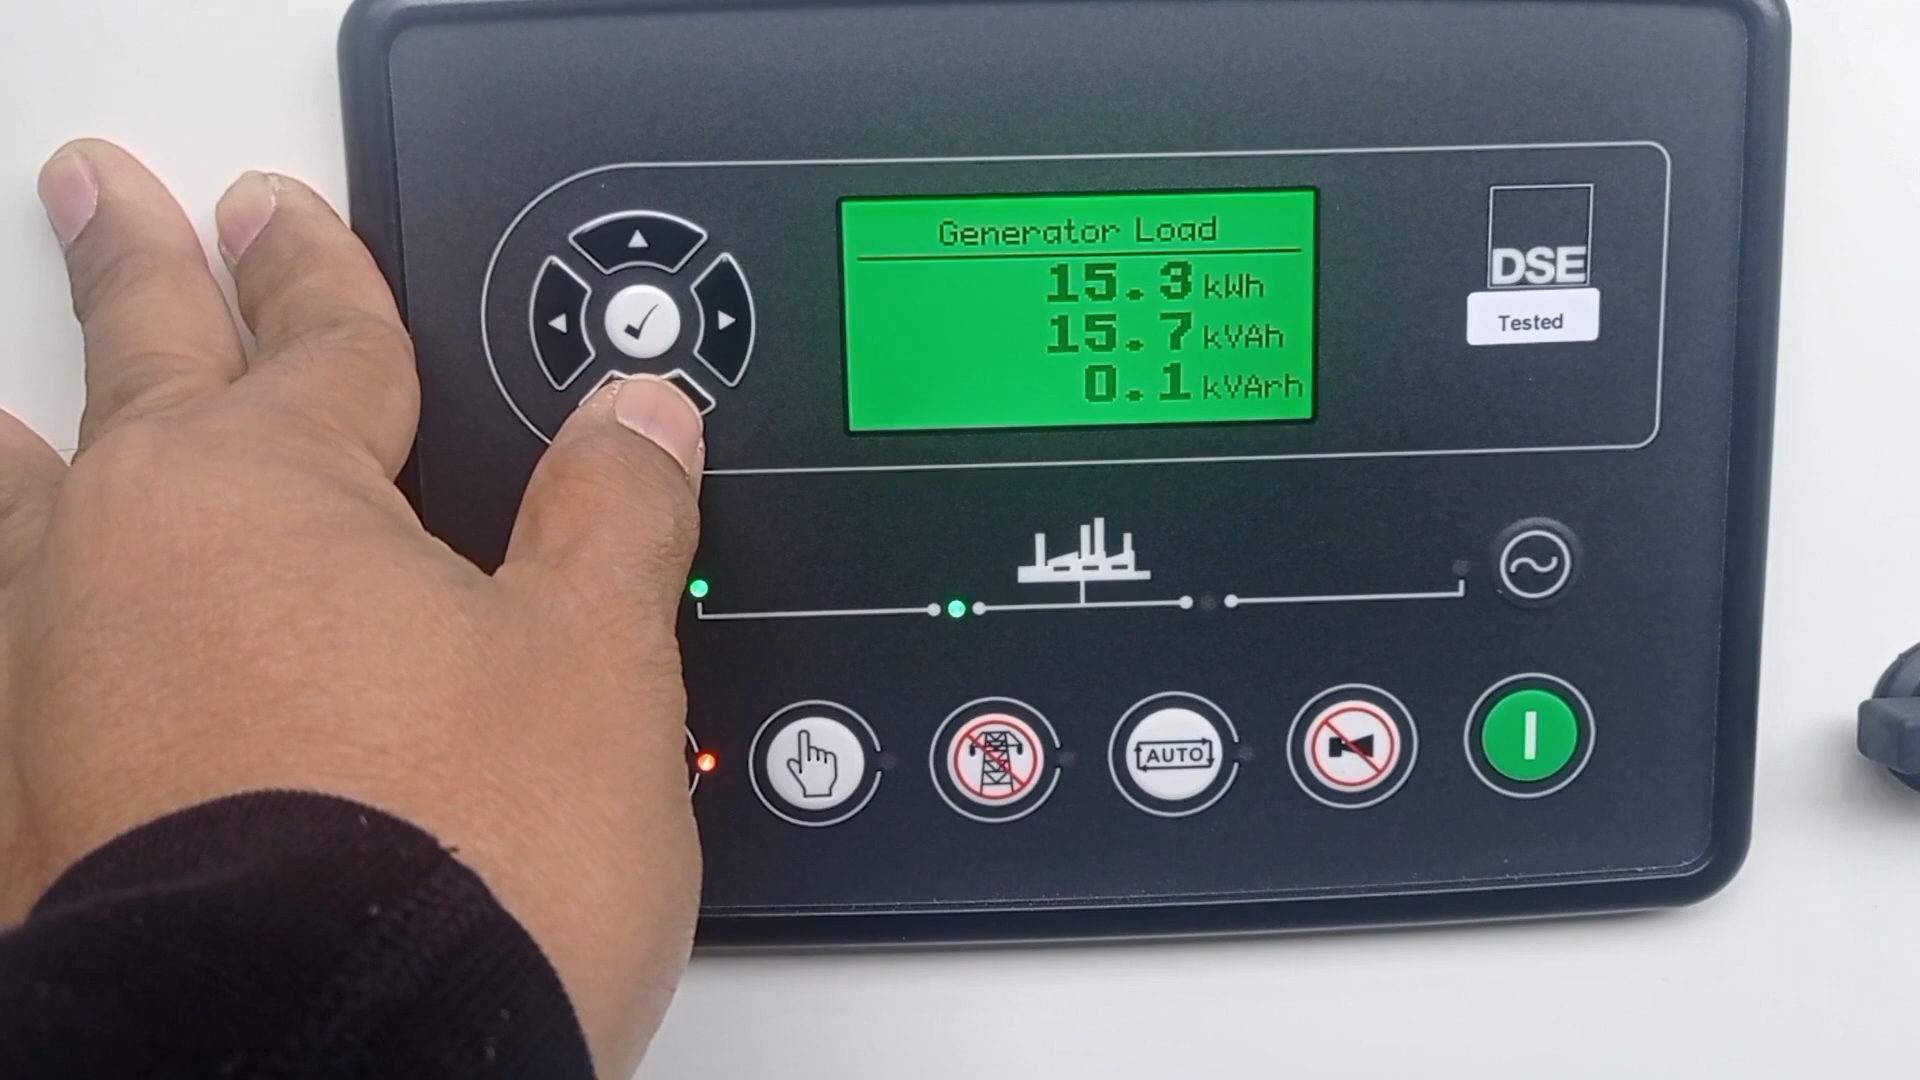 Generator Load
15.3 kWh
15.7 kVAh
0.1 kVArh
DSE
Tested
AUTO